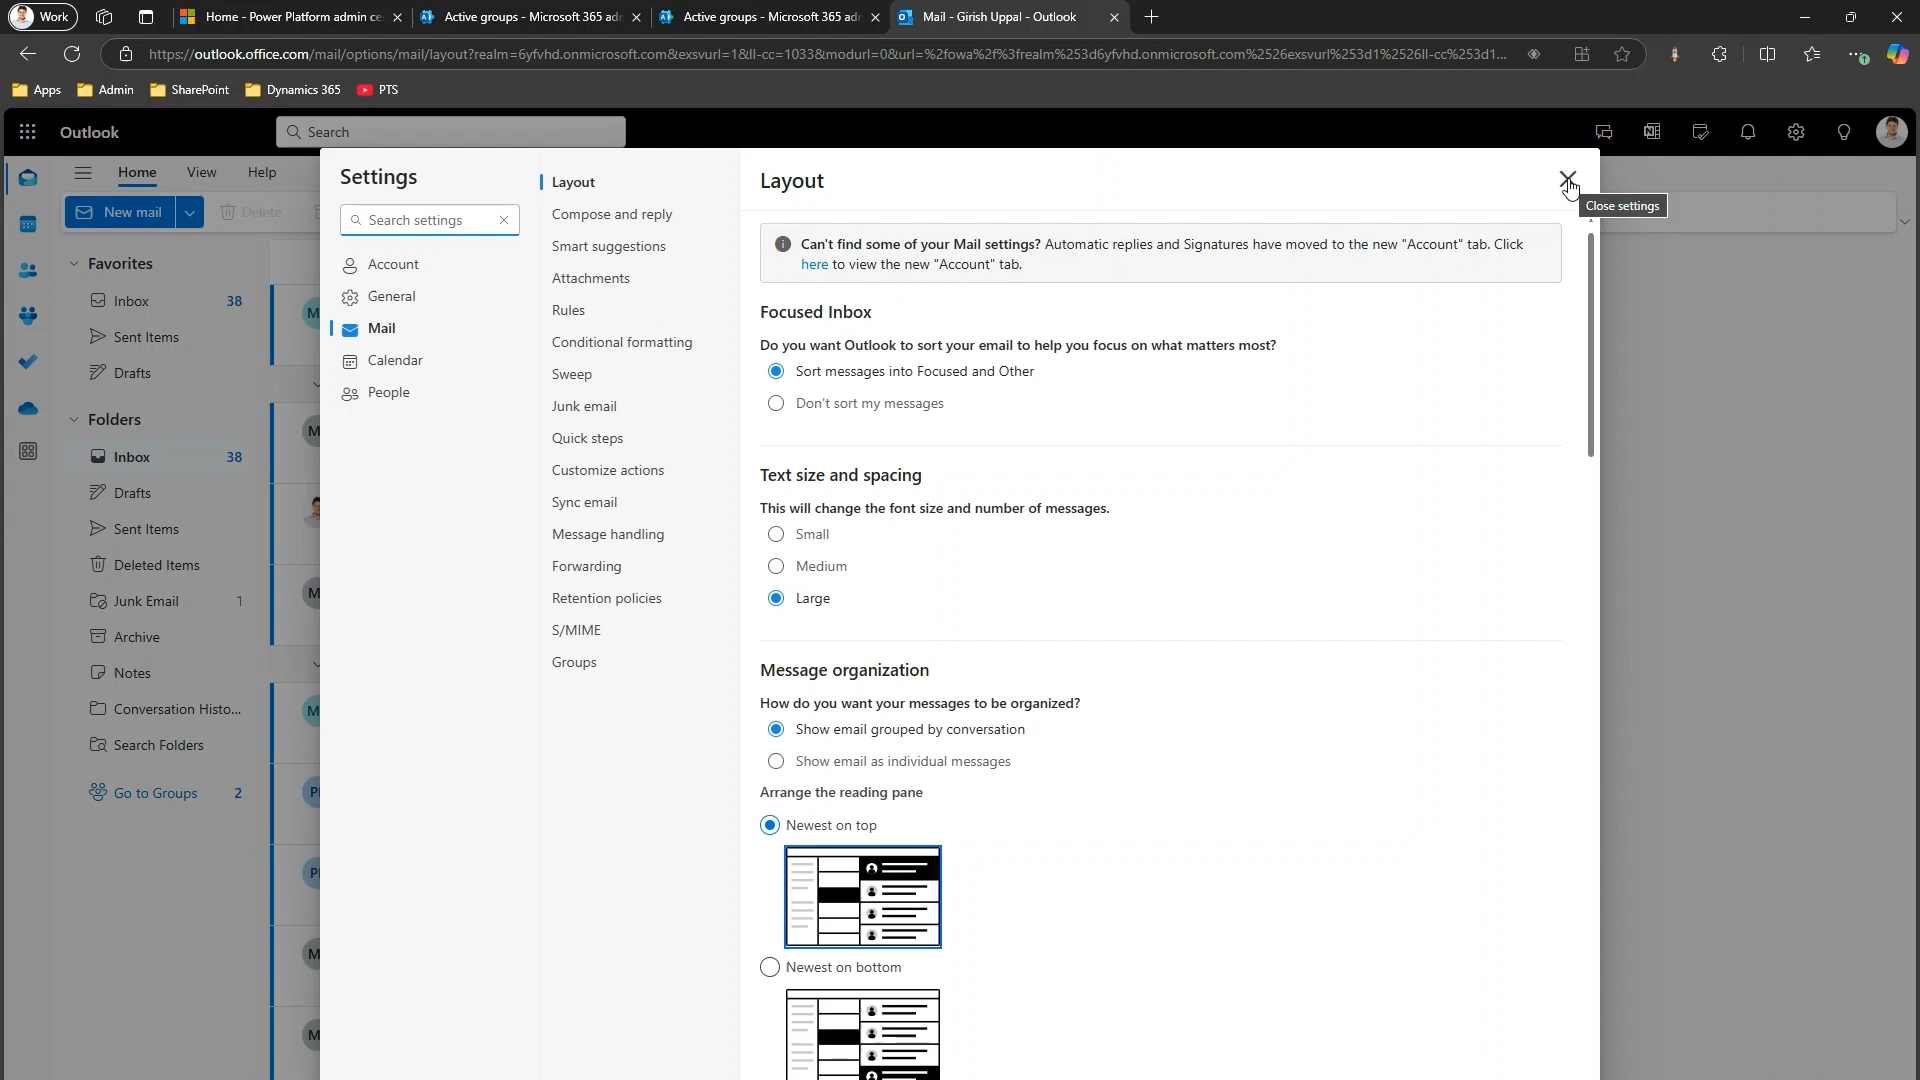 Work
Home - Power Platform admin ce
Active groups - Microsoft 365 adr
Active groups - Microsoft 365 adr
Mail - Girish Uppal - Outlook
https://outlook.office.com/mail/options/mail/layout?realm=6yfvhd.onmicrosoft.com&exsvurl=1&ll-cc=1033&modurl=0&url=%2fowa%2f%3frealm%253d6yfvhd.onmicrosoft.com%2526exsvurl%253d1%2526ll-cc%253d1...
Apps
Admin
SharePoint
Dynamics 365
PTS
Outlook
Search
Home
View
Help
New mail
Delete
Favorites
Inbox 38
Sent Items
Drafts
Folders
Inbox 38
Drafts
Sent Items
Deleted Items
Junk Email 1
Archive
Notes
Conversation Histo...
Search Folders
Go to Groups 2
Settings
Search settings
Account
General
Mail
Calendar
People
Layout
Compose and reply
Smart suggestions
Attachments
Rules
Conditional formatting
Sweep
Junk email
Quick steps
Customize actions
Sync email
Message handling
Forwarding
Retention policies
S/MIME
Groups
Layout
Close settings
Can't find some of your Mail settings? Automatic replies and Signatures have moved to the new "Account" tab. Click
here to view the new "Account" tab.
Focused Inbox
Do you want Outlook to sort your email to help you focus on what matters most?
Sort messages into Focused and Other
Don't sort my messages
Text size and spacing
This will change the font size and number of messages.
Small
Medium
Large
Message organization
How do you want your messages to be organized?
Show email grouped by conversation
Show email as individual messages
Arrange the reading pane
Newest on top
Newest on bottom